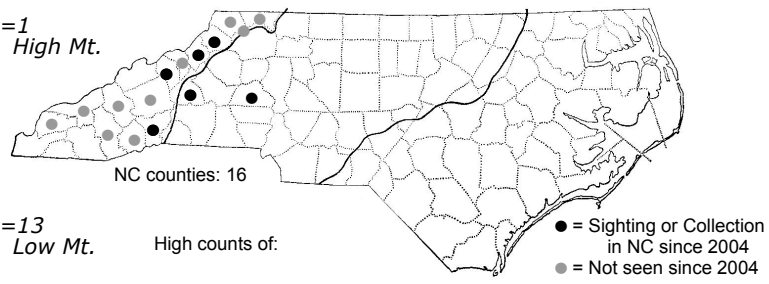 =1
High Mt.
NC counties: 16
=13
Low Mt.
High counts of:
● = Sighting or Collection
in NC since 2004
● = Not seen since 2004